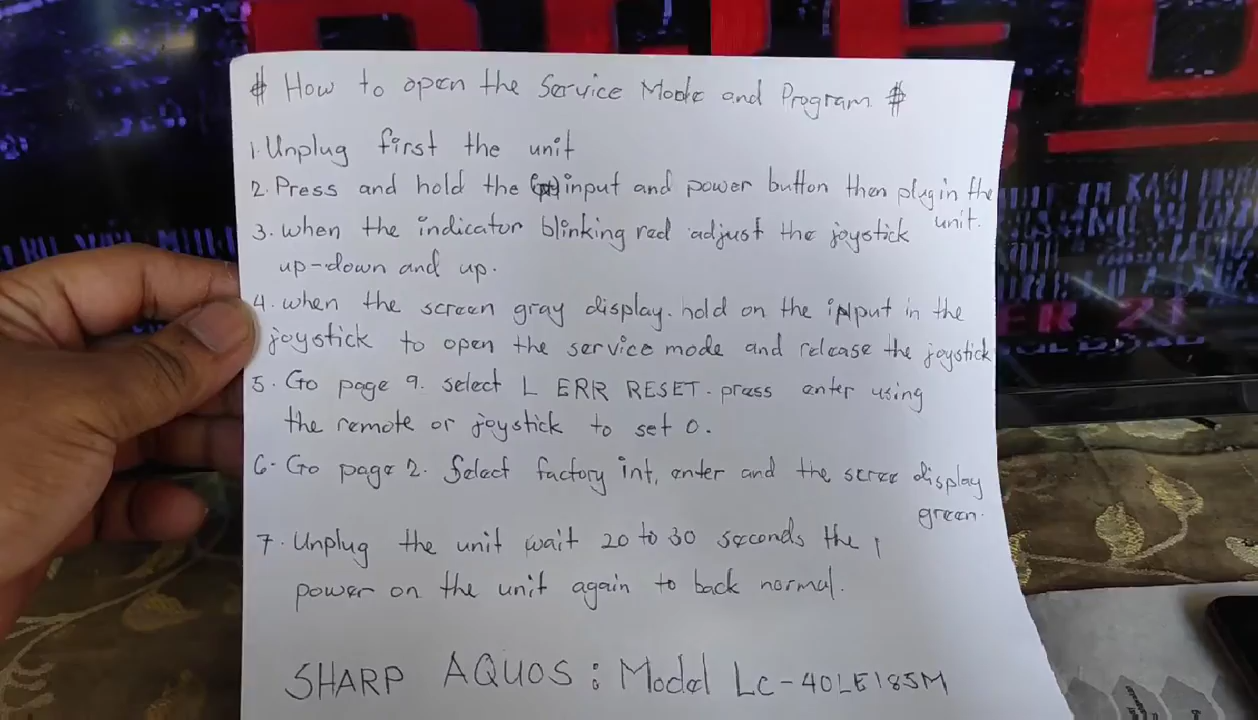 # How to open the Service Mode and Program #
1. Unplug first the unit
2. Press and hold the input and power button then plug in the unit.
3. when the indicator blinking red adjust the joystick
up-down and up.
4. when the screen gray display. hold on the input in the
joystick to open the service mode and release the joystick
5. Go page 9. select L ERR RESET. press enter using
the remote or joystick to set 0.
6. Go page 2. Select factory int, enter and the scree display
green.
7. Unplug the unit wait 20 to 30 seconds the
power on the unit again to back normal.
SHARP AQUOS : Model LC-40LE185M